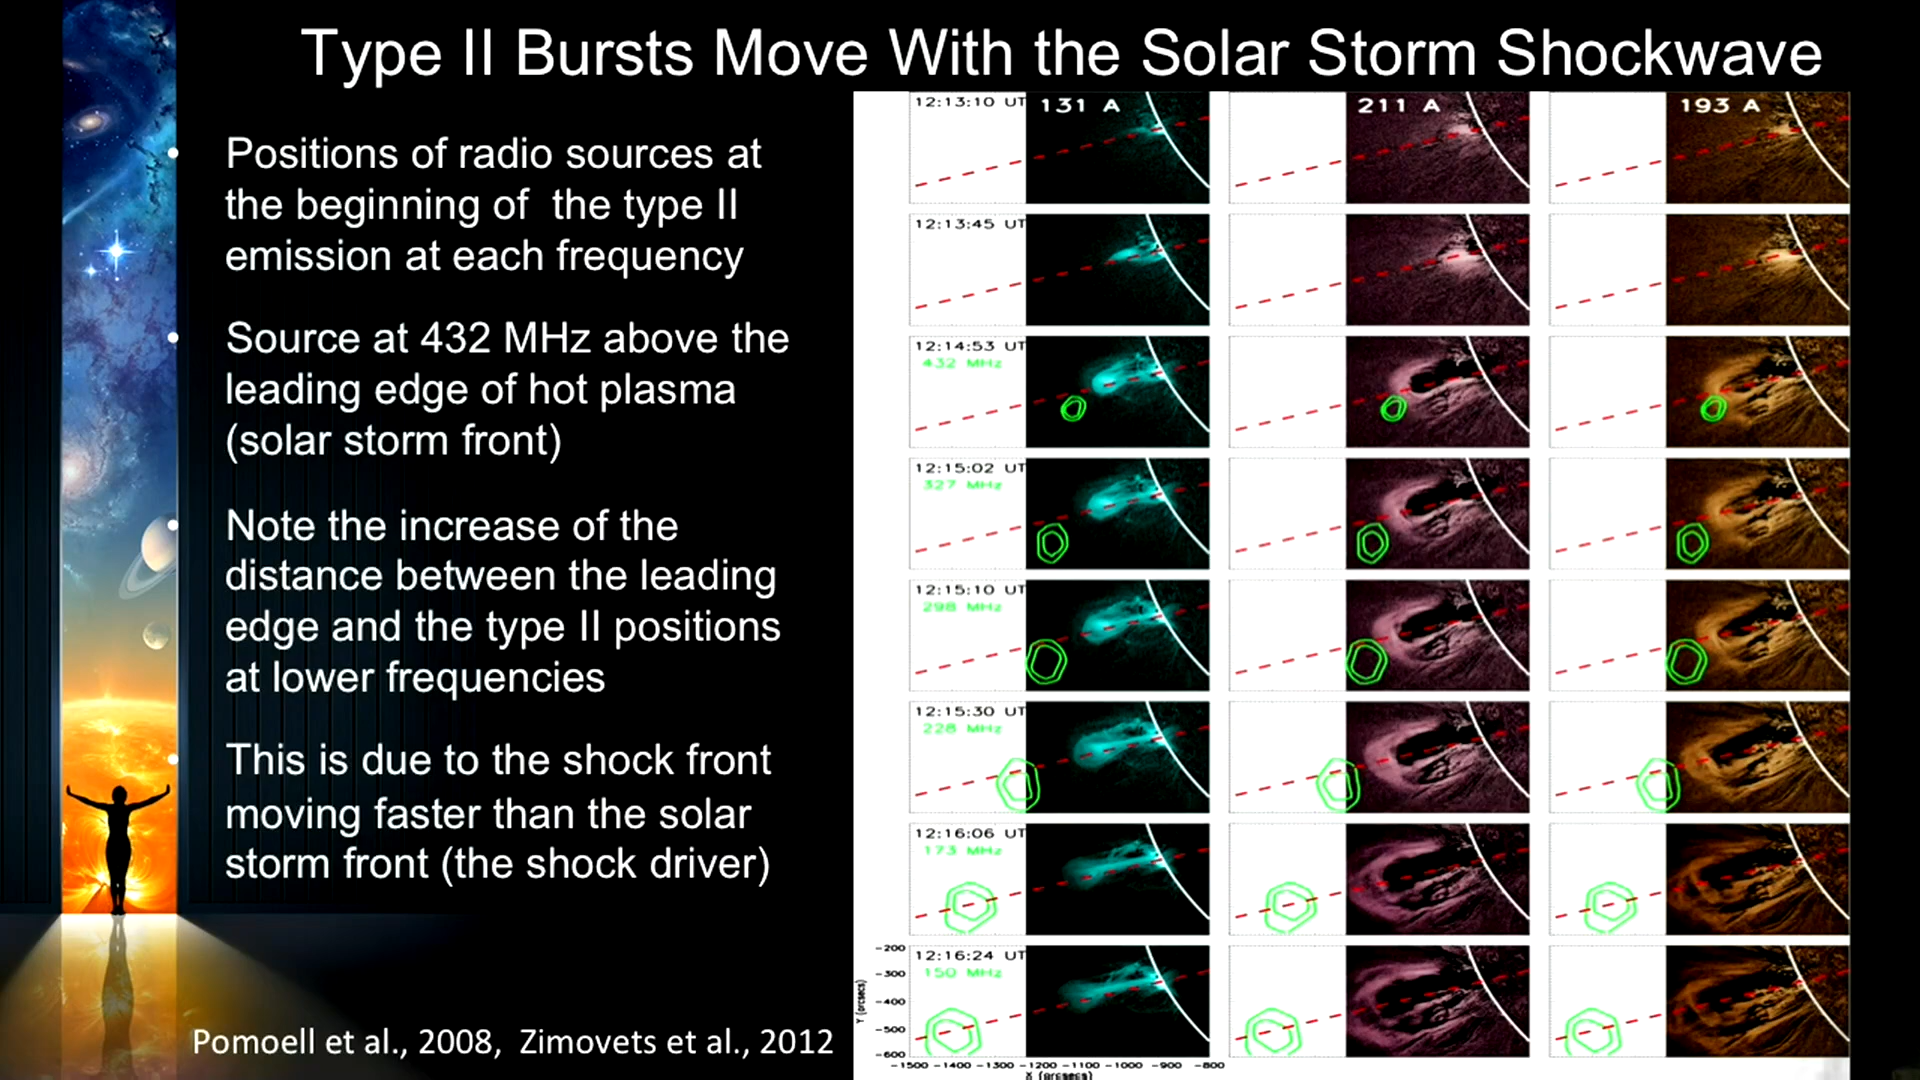 Type II Bursts Move With the Solar Storm Shockwave
Positions of radio sources at
the beginning of the type II
emission at each frequency
Source at 432 MHz above the
leading edge of hot plasma
(solar storm front)
Note the increase of the
distance between the leading
edge and the type II positions
at lower frequencies
This is due to the shock front
moving faster than the solar
storm front (the shock driver)
Pomoell et al., 2008, Zimovets et al., 2012
12:13:10 UT 131 A 211 A 193 A
12:13:45 UT
12:14:53 UT
432 MHz
12:15:02 UT
327 MHz
12:15:10 UT
298 MHz
12:15:30 UT
228 MHz
12:16:06 UT
173 MHz
12:16:24 UT
150 MHz
-200
-300
-400
-500
-600
Y (arcsecs)
-1500 -1400 -1300 -1200 -1100 -1000 -900 -800
X (arcsecs)